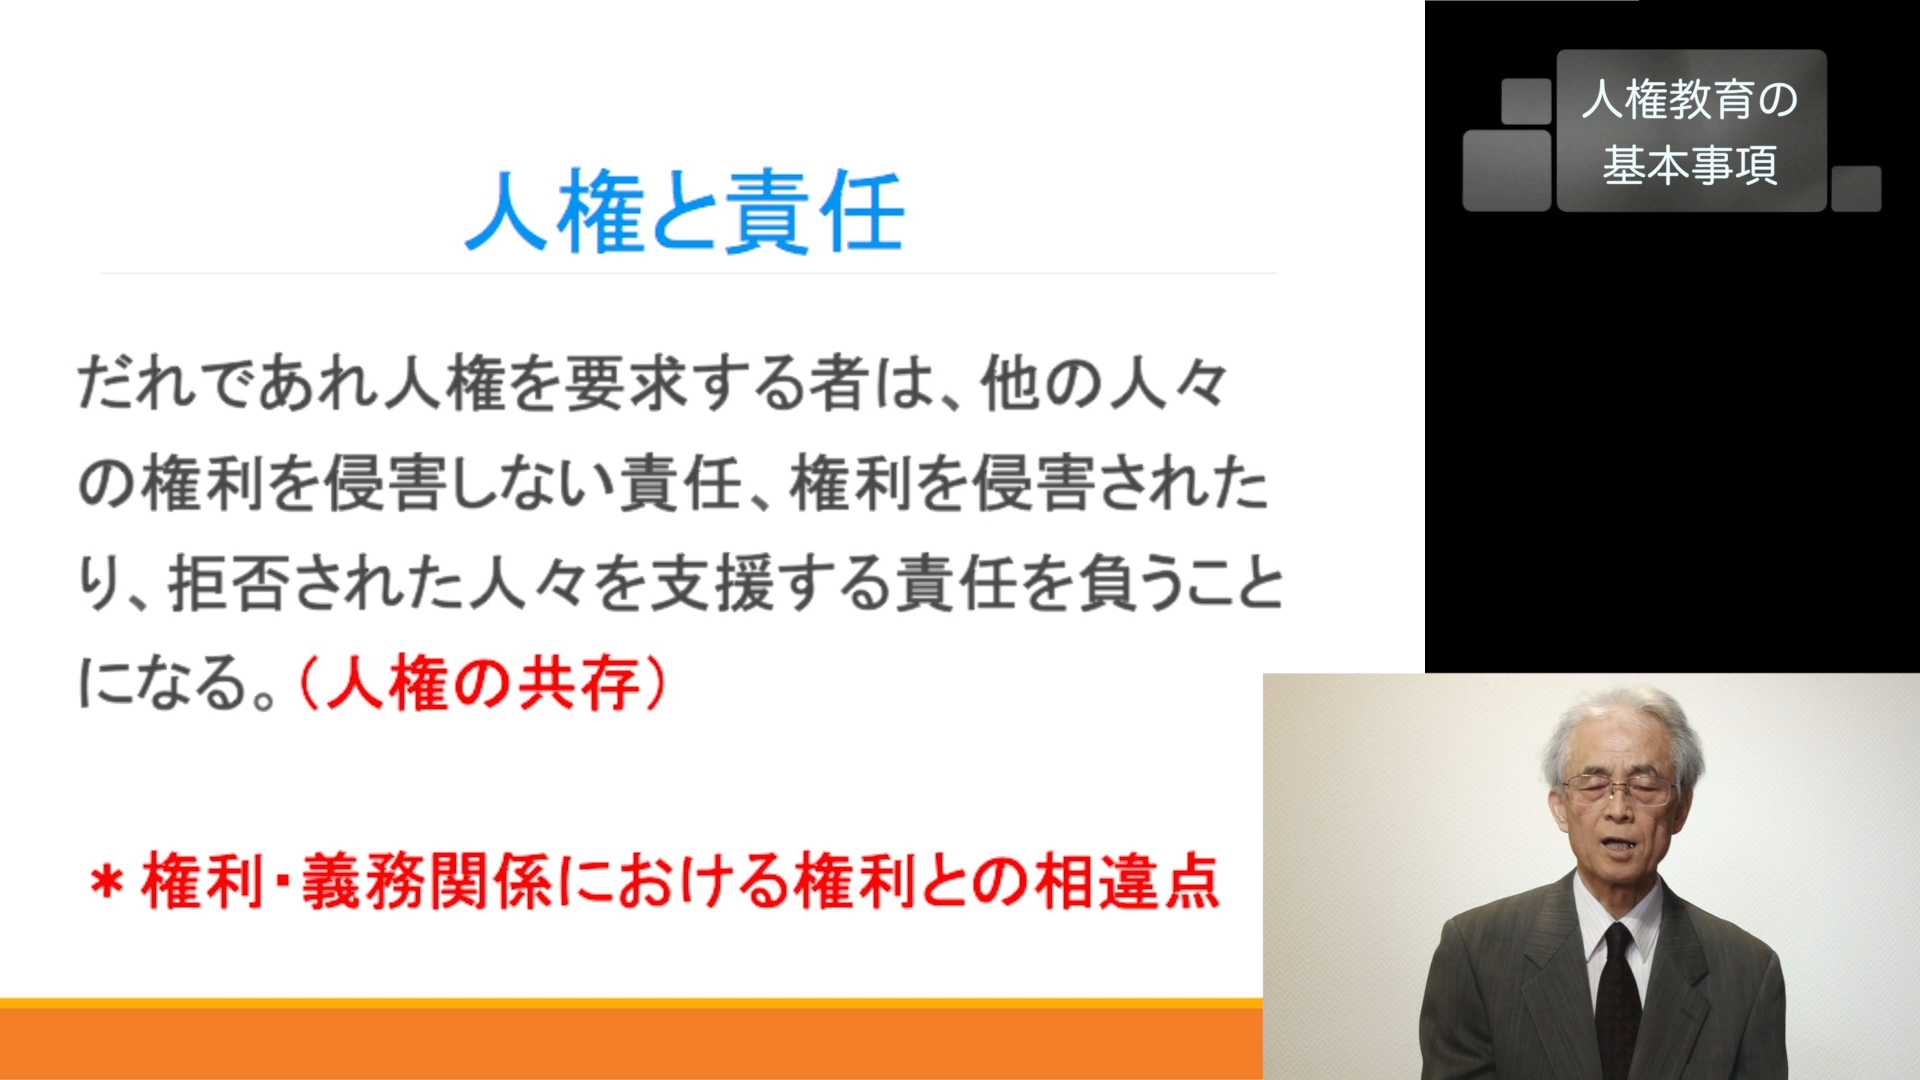 人権と責任
だれであれ人権を要求する者は、他の人々
の権利を侵害しない責任、権利を侵害された
り、拒否された人々を支援する責任を負うこと
になる。（人権の共存）
＊権利・義務関係における権利との相違点
人権教育の
基本事項